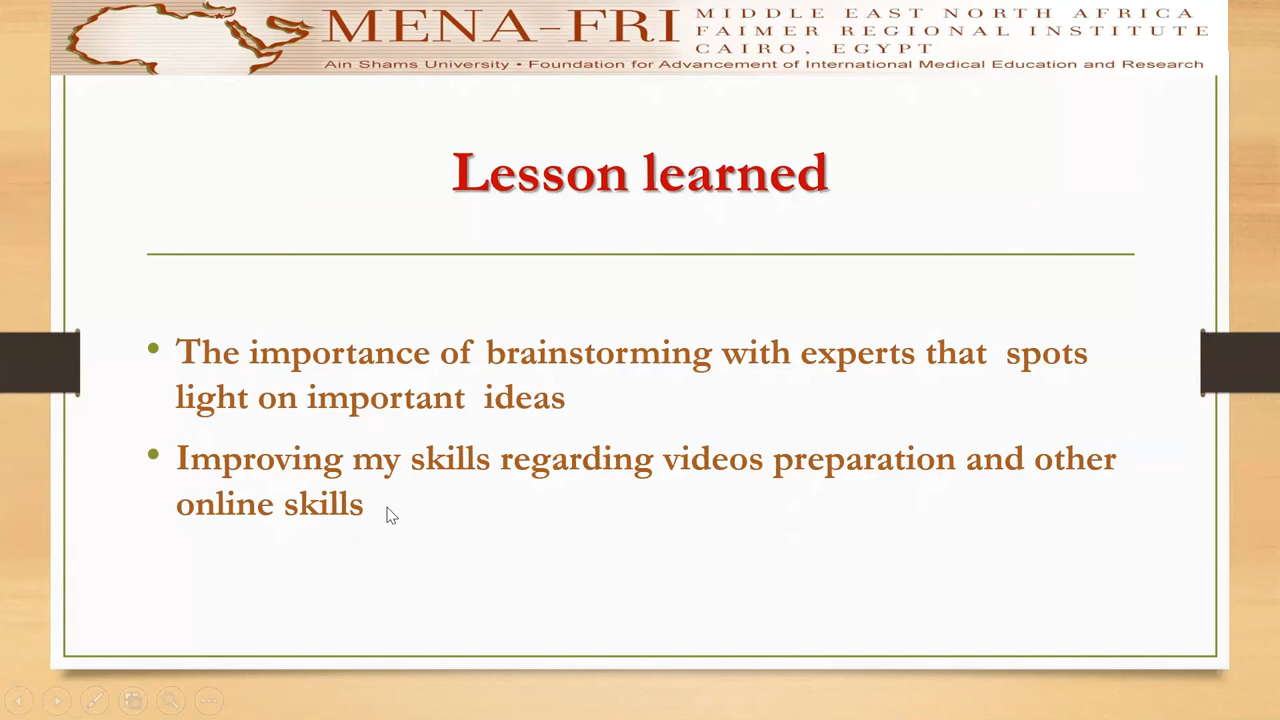 MENA-FRI
MIDDLE EAST NORTH AFRICA
FAIMER REGIONAL INSTITUTE
CAIRO, EGYPT
Ain Shams University • Foundation for Advancement of International Medical Education and Research
Lesson learned
• The importance of brainstorming with experts that spots
light on important ideas
• Improving my skills regarding videos preparation and other
online skills